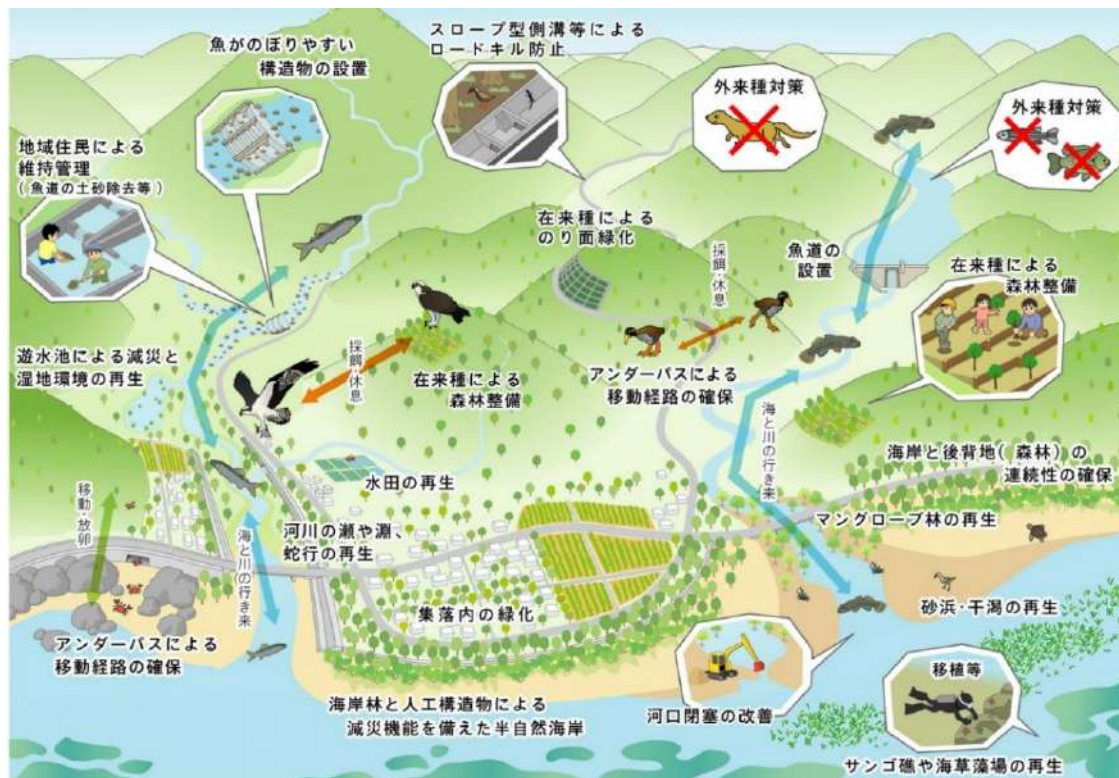 魚がのぼりやすい
構造物の設置
スロープ型側溝等による
ロードキル防止
外来種対策
外来種対策
地域住民による
維持管理
(魚道の土砂除去等)
在来種による
のり面緑化
採餌・休息
魚道の
設置
在来種による
森林整備
遊水池による減災と
湿地環境の再生
採餌・休息
在来種による
森林整備
アンダーパスによる
移動経路の確保
海と川の行き来
海岸と後背地(森林)の
連続性の確保
水田の再生
移動・放卵
河川の瀬や淵、
蛇行の再生
海と川の行き来
マングローブ林の再生
集落内の緑化
砂浜・干潟の再生
アンダーパスによる
移動経路の確保
海岸林と人工構造物による
減災機能を備えた半自然海岸
河口閉塞の改善
移植等
サンゴ礁や海草藻場の再生